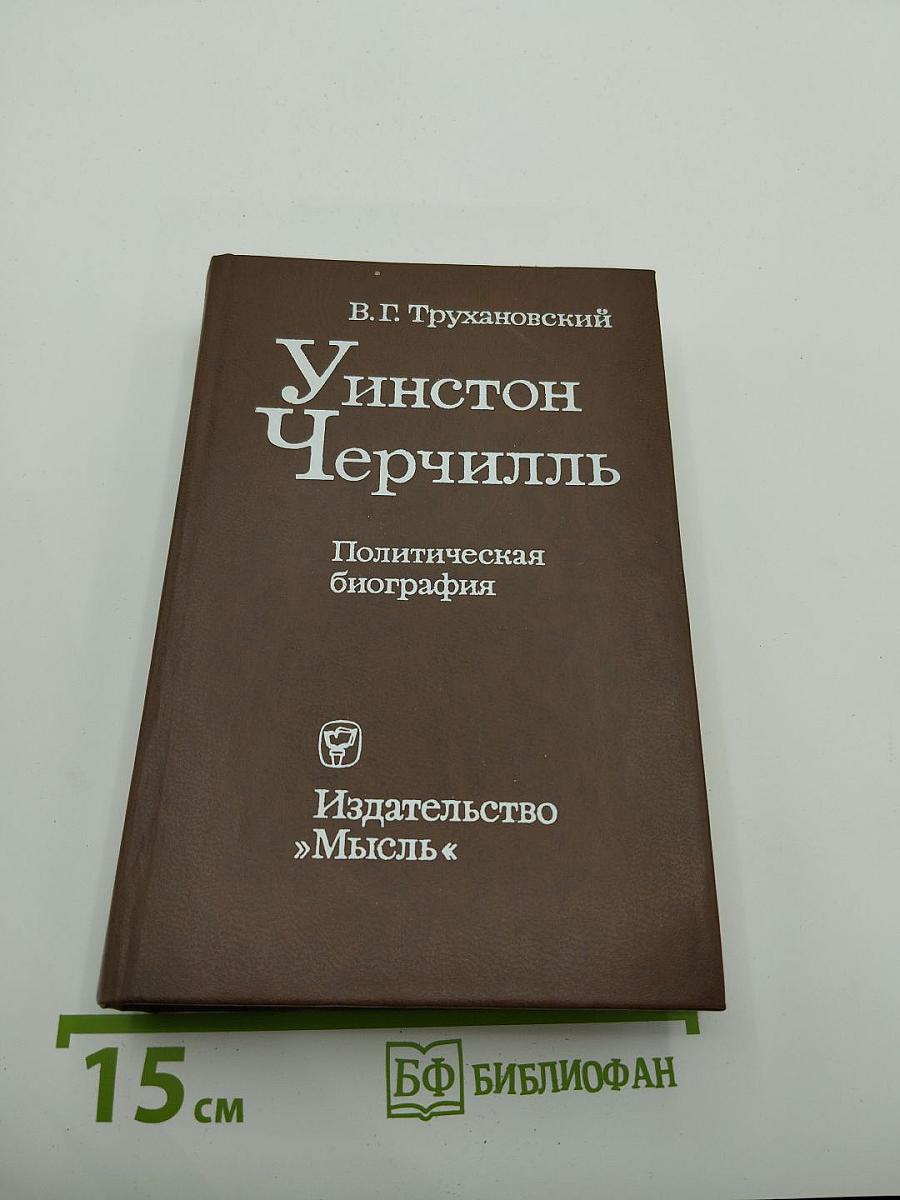 В. Г. Трухановский
Уинстон
Черчилль
Политическая
биография
Издательство
»Мысль«
15 см
БФ БИБЛИОФАН